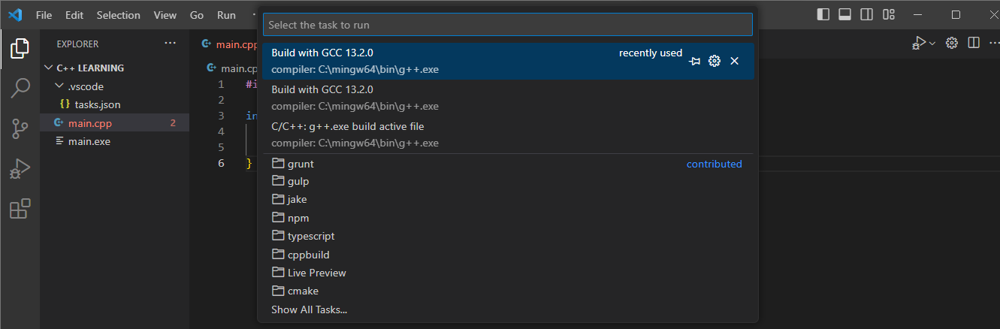 File Edit Selection View Go Run
Select the task to run
EXPLORER
C++ LEARNING
.vscode
tasks.json
main.cpp 2
main.exe
main.cpp
main.cp
1 #i
2
3 in
4
5
6 }
Build with GCC 13.2.0 recently used
compiler: C:\mingw64\bin\g++.exe
Build with GCC 13.2.0
compiler: C:\mingw64\bin\g++.exe
C/C++: g++.exe build active file
compiler: C:\mingw64\bin\g++.exe
grunt contributed
gulp
jake
npm
typescript
cppbuild
Live Preview
cmake
Show All Tasks...